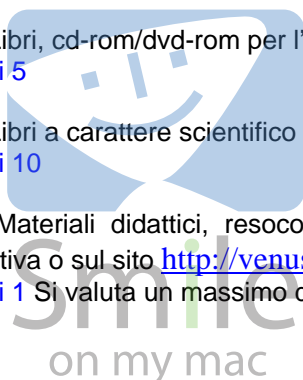 ibri, cd-rom/dvd-rom per l'
i 5
ibri a carattere scientifico
i 10
Materiali didattici, resoco
tiva o sul sito http://venus
i 1 Si valuta un massimo
Smile
on my mac